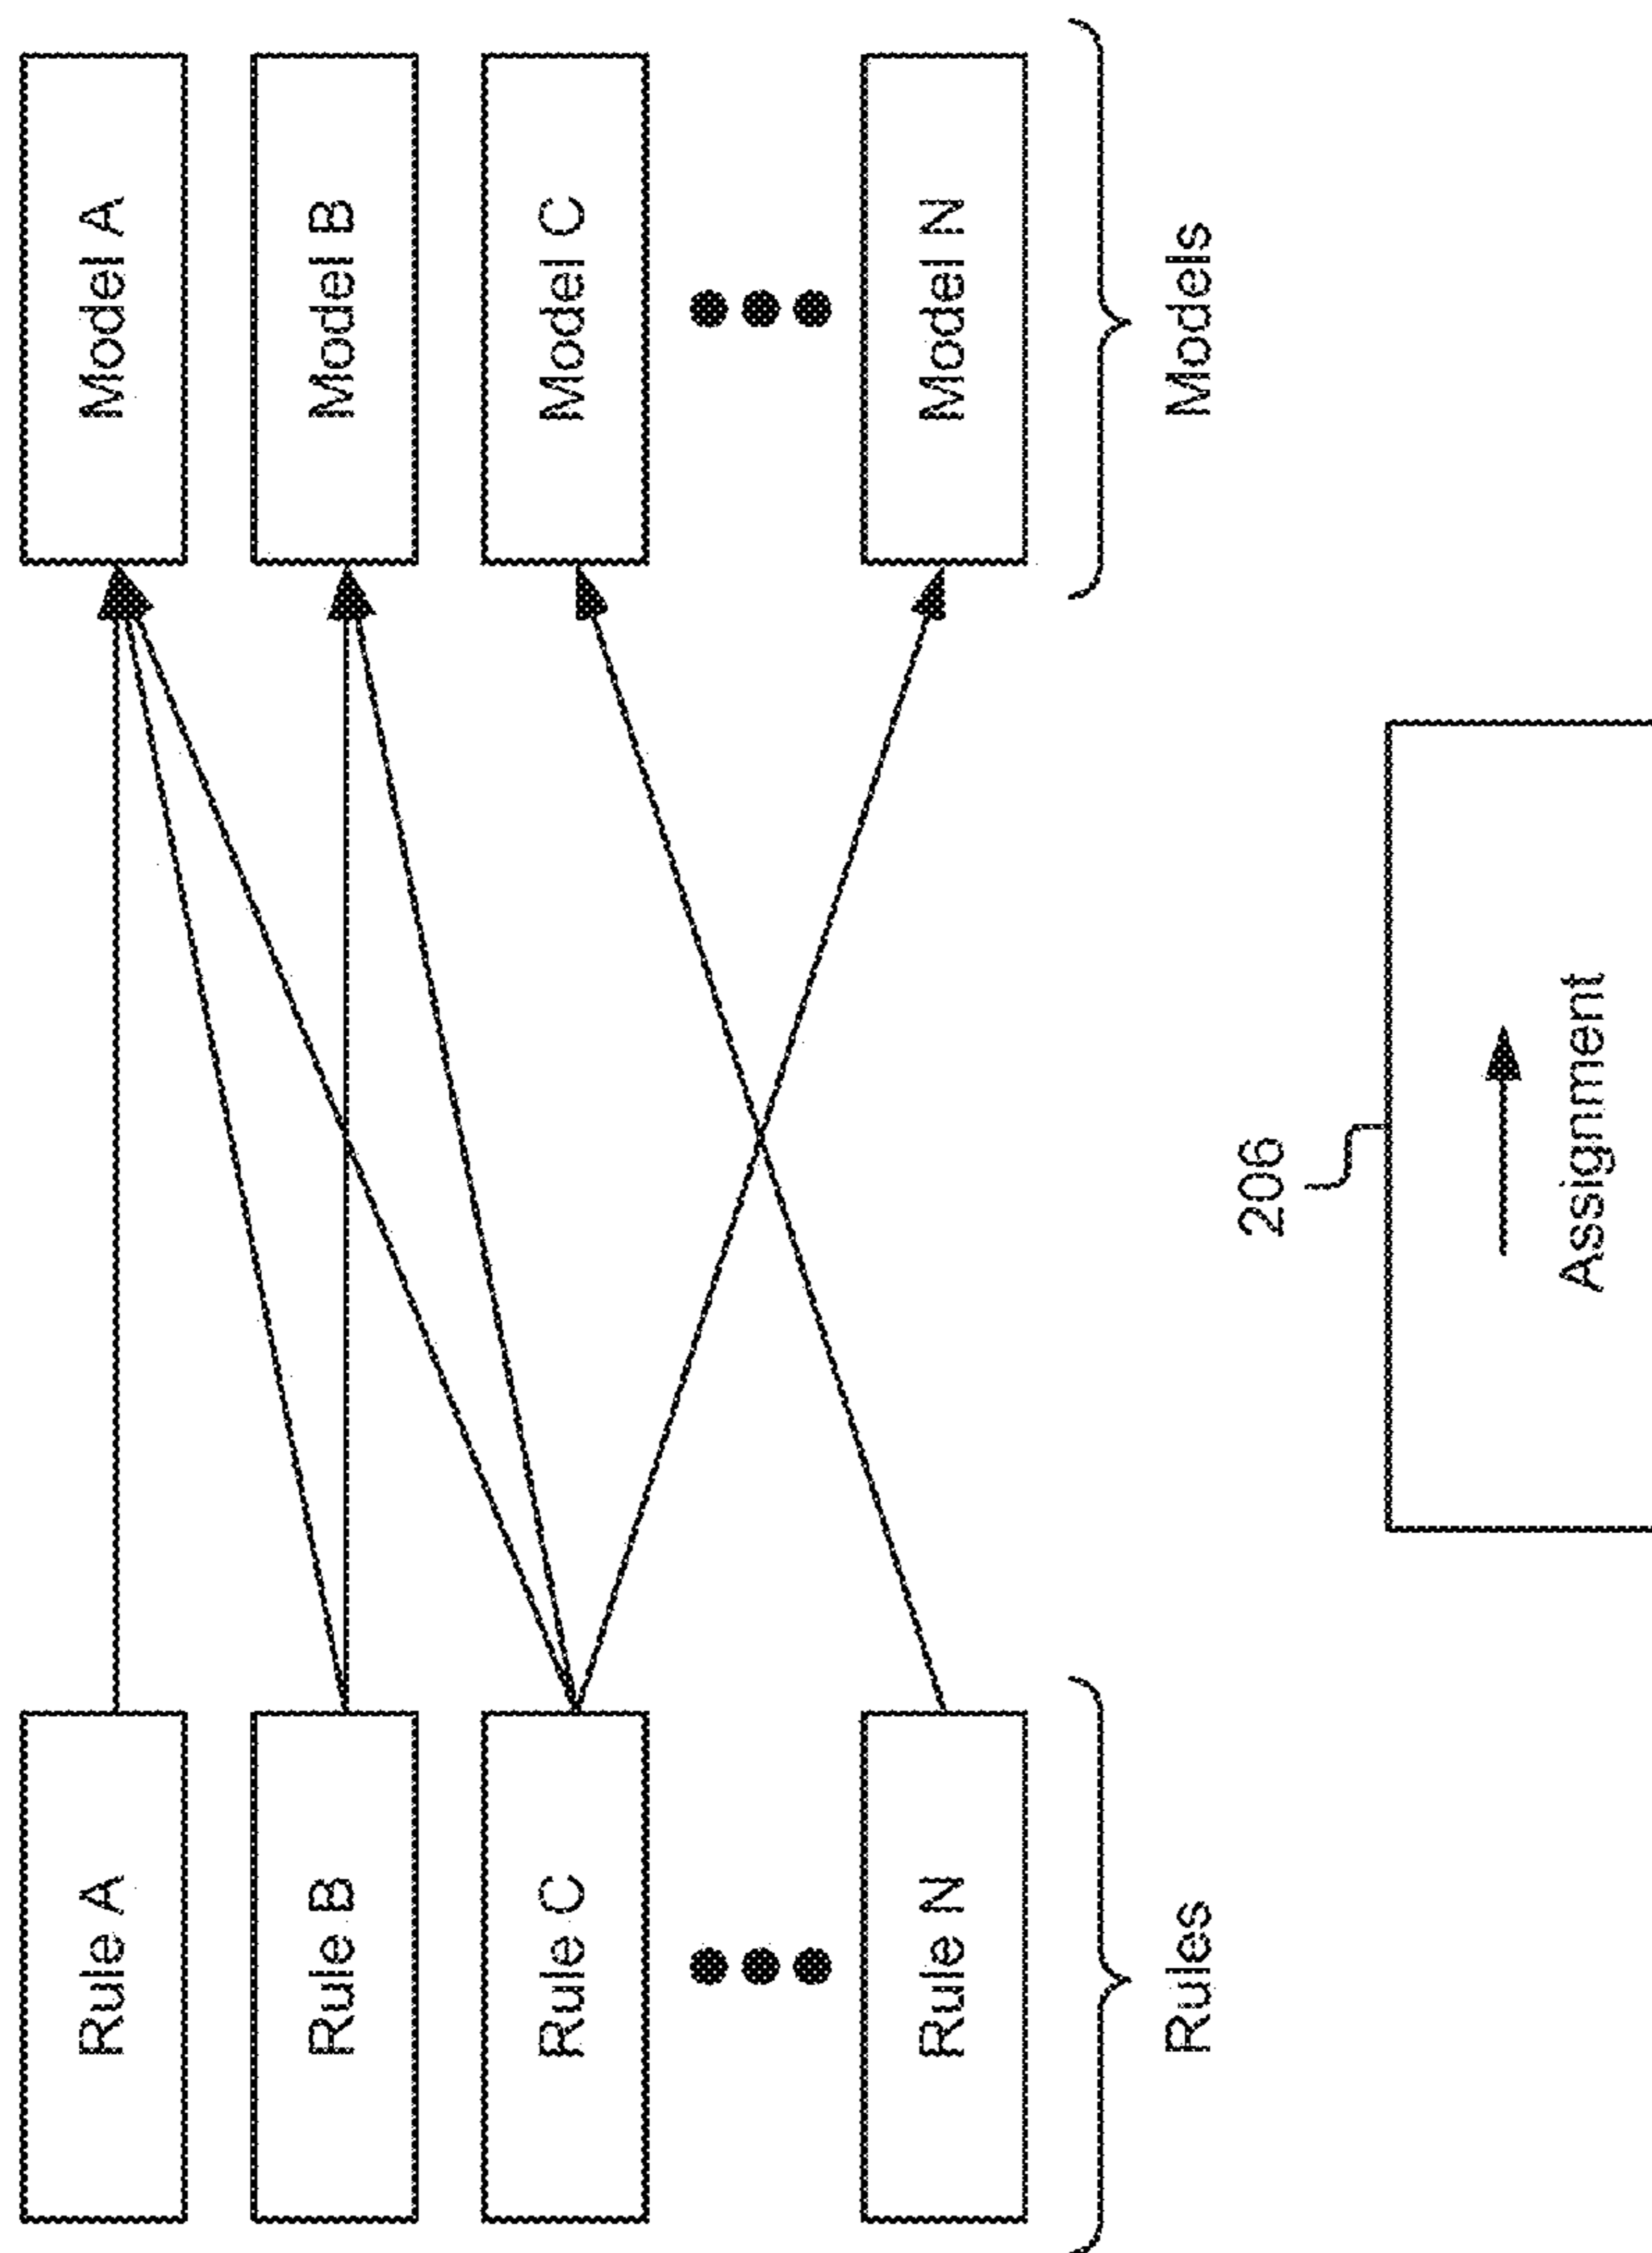 Rule A
Model A
Rule B
Model B
Rule C
Model C
Rule N
Model N
Rules
Models
206
Assignment